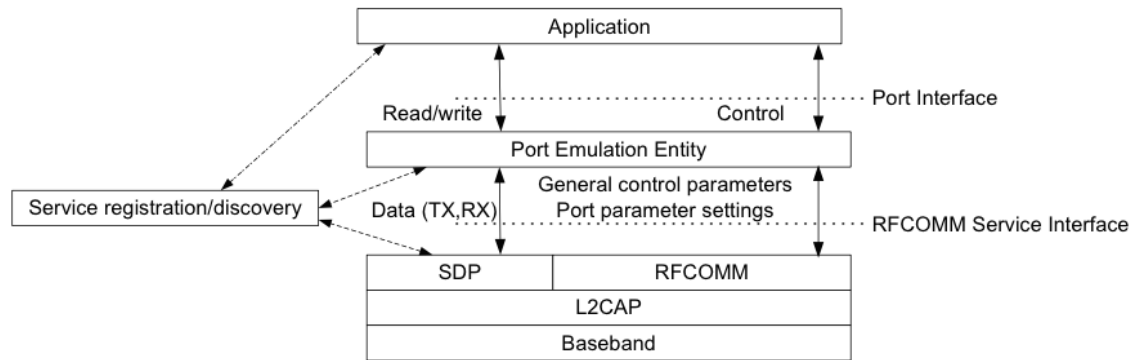 Application
Read/write
Control
Port Interface
Port Emulation Entity
Service registration/discovery
Data (TX,RX)
General control parameters
Port parameter settings
RFCOMM Service Interface
SDP
RFCOMM
L2CAP
Baseband